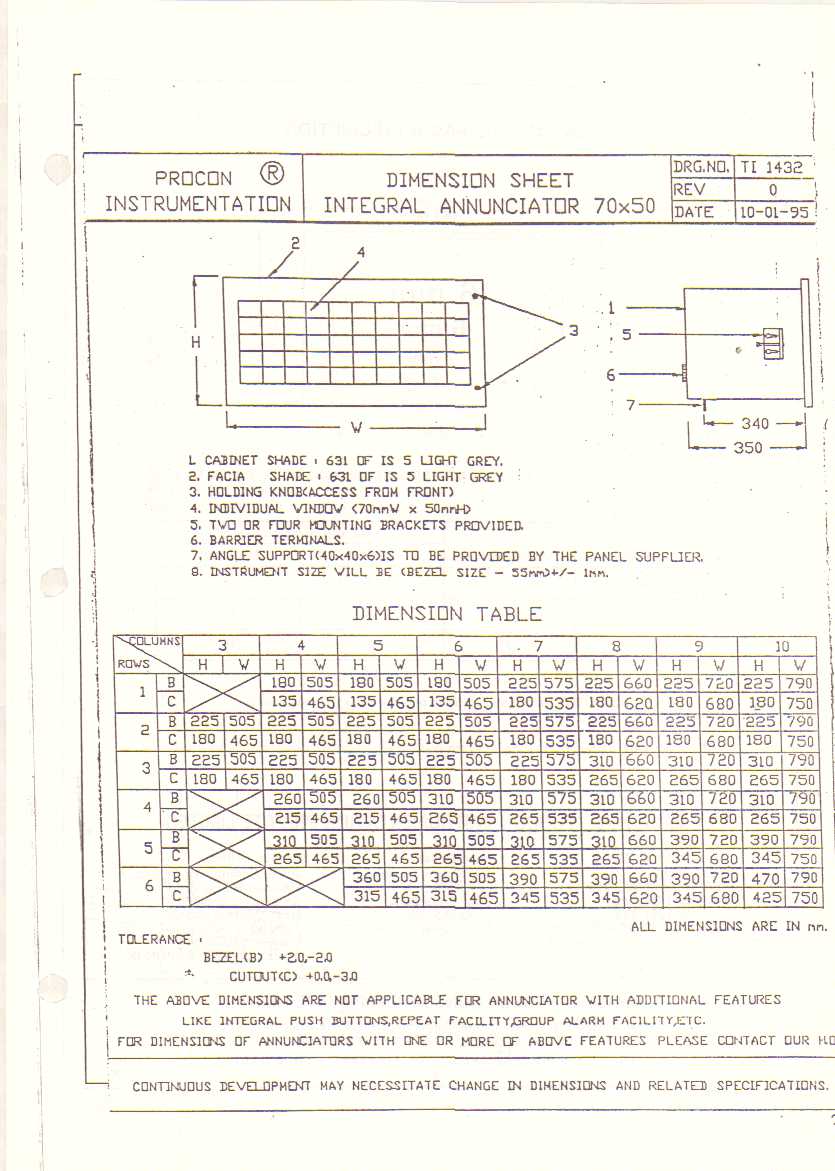 PROCON ®
INSTRUMENTATION
DIMENSION SHEET
INTEGRAL ANNUNCIATOR 70x50
DRG.NO. TI 1432
REV 0
DATE 10-01-95
2
4
H
3
W
1
5
6
7
340
350
1. CABINET SHADE : 631 OF IS 5 LIGHT GREY.
2. FACIA SHADE : 631 OF IS 5 LIGHT GREY
3. HOLDING KNOB(ACCESS FROM FRONT)
4. INDIVIDUAL WINDOW (70mmW x 50mmH)
5. TWO OR FOUR MOUNTING BRACKETS PROVIDED.
6. BARRIER TERMINALS.
7. ANGLE SUPPORT(40x40x6)IS TO BE PROVIDED BY THE PANEL SUPPLIER.
8. INSTRUMENT SIZE WILL BE (BEZEL SIZE - 55mm)+/- 1mm.
DIMENSION TABLE
COLUMNS 3 4 5 6 7 8 9 10
ROWS H W H W H W H W H W H W H W H W
1 B 180 505 180 505 180 505 225 575 225 660 225 720 225 790
C 135 465 135 465 135 465 180 535 180 620 180 680 180 750
2 B 225 505 225 505 225 505 225 505 225 575 225 660 225 720 225 790
C 180 465 180 465 180 465 180 465 180 535 180 620 180 680 180 750
3 B 225 505 225 505 225 505 225 505 225 575 310 660 310 720 310 790
C 180 465 180 465 180 465 180 465 180 535 265 620 265 680 265 750
4 B 260 505 260 505 310 505 310 575 310 660 310 720 310 790
C 215 465 215 465 265 465 265 535 265 620 265 680 265 750
5 B 310 505 310 505 310 505 310 575 310 660 390 720 390 790
C 265 465 265 465 265 465 265 535 265 620 345 680 345 750
6 B 360 505 360 505 390 575 390 660 390 720 470 790
C 315 465 315 465 345 535 345 620 345 680 425 750
ALL DIMENSIONS ARE IN mm.
TOLERANCE :
BEZEL(B) +2.0,-2.0
CUTOUT(C) +0.0,-3.0
THE ABOVE DIMENSIONS ARE NOT APPLICABLE FOR ANNUNCIATOR WITH ADDITIONAL FEATURES
LIKE INTEGRAL PUSH BUTTONS,REPEAT FACILITY,GROUP ALARM FACILITY,ETC.
FOR DIMENSIONS OF ANNUNCIATORS WITH ONE OR MORE OF ABOVE FEATURES PLEASE CONTACT OUR
CONTINUOUS DEVELOPMENT MAY NECESSITATE CHANGE IN DIMENSIONS AND RELATED SPECIFICATIONS.